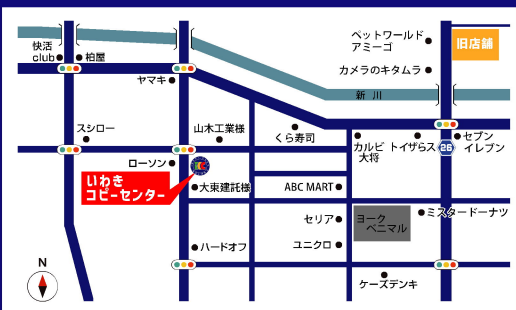 快活
club
柏屋
ヤマキ
ペットワールド
アミーゴ
旧店舗
カメラのキタムラ
新 川
スシロー
山木工業様
くら寿司
カルビ
大将
トイザらス
26
セブン
イレブン
ローソン
いわき
コピーセンター
大東建託様
ABC MART
セリア
ヨーク
ベニマル
ミスタードーナツ
ハードオフ
ユニクロ
ケーズデンキ
N